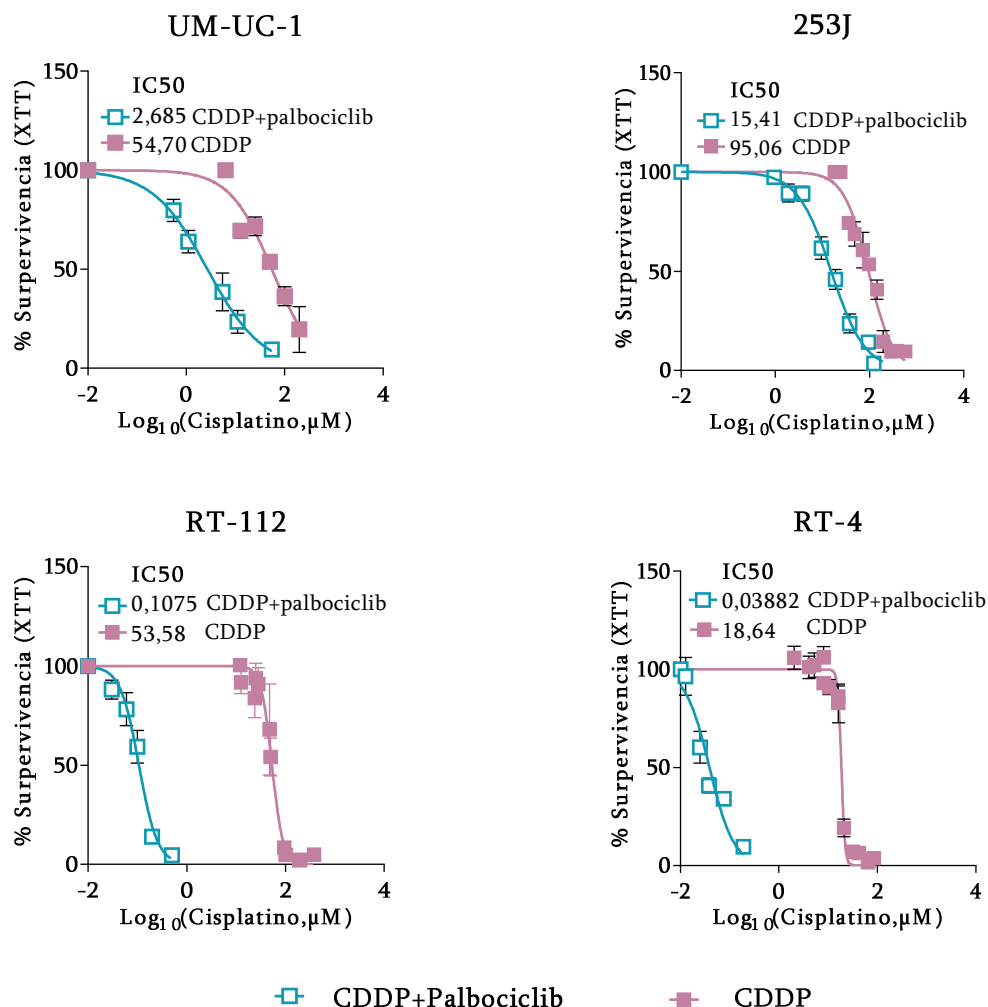 UM-UC-1
150
100
50
0
-2 0 2 4
% Surpervivencia (XTT)
IC50
2,685 CDDP+palbociclib
54,70 CDDP
Log10(Cisplatino,µM)
253J
150
100
50
0
-2 0 2 4
% Surpervivencia (XTT)
IC50
15,41 CDDP+palbociclib
95,06 CDDP
Log10(Cisplatino,µM)
RT-112
150
100
50
0
-2 0 2 4
% Surpervivencia (XTT)
IC50
0,1075 CDDP+palbociclib
53,58 CDDP
Log10(Cisplatino,µM)
RT-4
150
100
50
0
-2 0 2 4
% Surpervivencia (XTT)
IC50
0,03882 CDDP+palbociclib
18,64 CDDP
Log10(Cisplatino,µM)
CDDP+Palbociclib CDDP